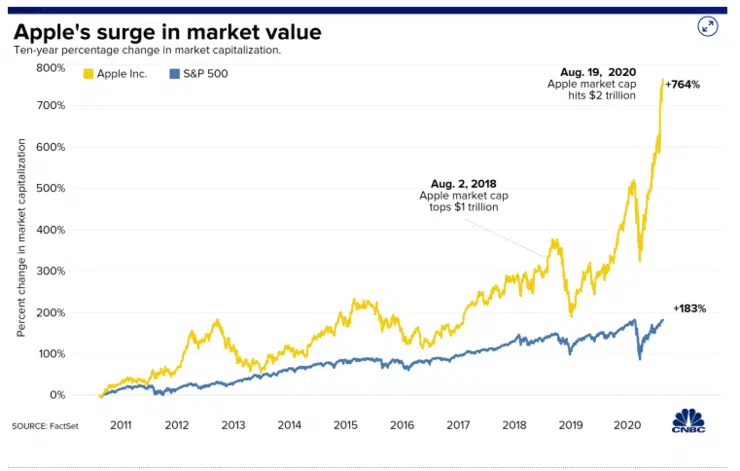 Apple's surge in market value
Ten-year percentage change in market capitalization.
800%
Apple Inc.
S&P 500
Aug. 19, 2020
Apple market cap
hits $2 trillion
+764%
700%
600%
500%
Aug. 2, 2018
Apple market cap
tops $1 trillion
400%
300%
+183%
200%
100%
0%
Percent change in market capitalization
SOURCE: FactSet
2011 2012 2013 2014 2015 2016 2017 2018 2019 2020
CNBC